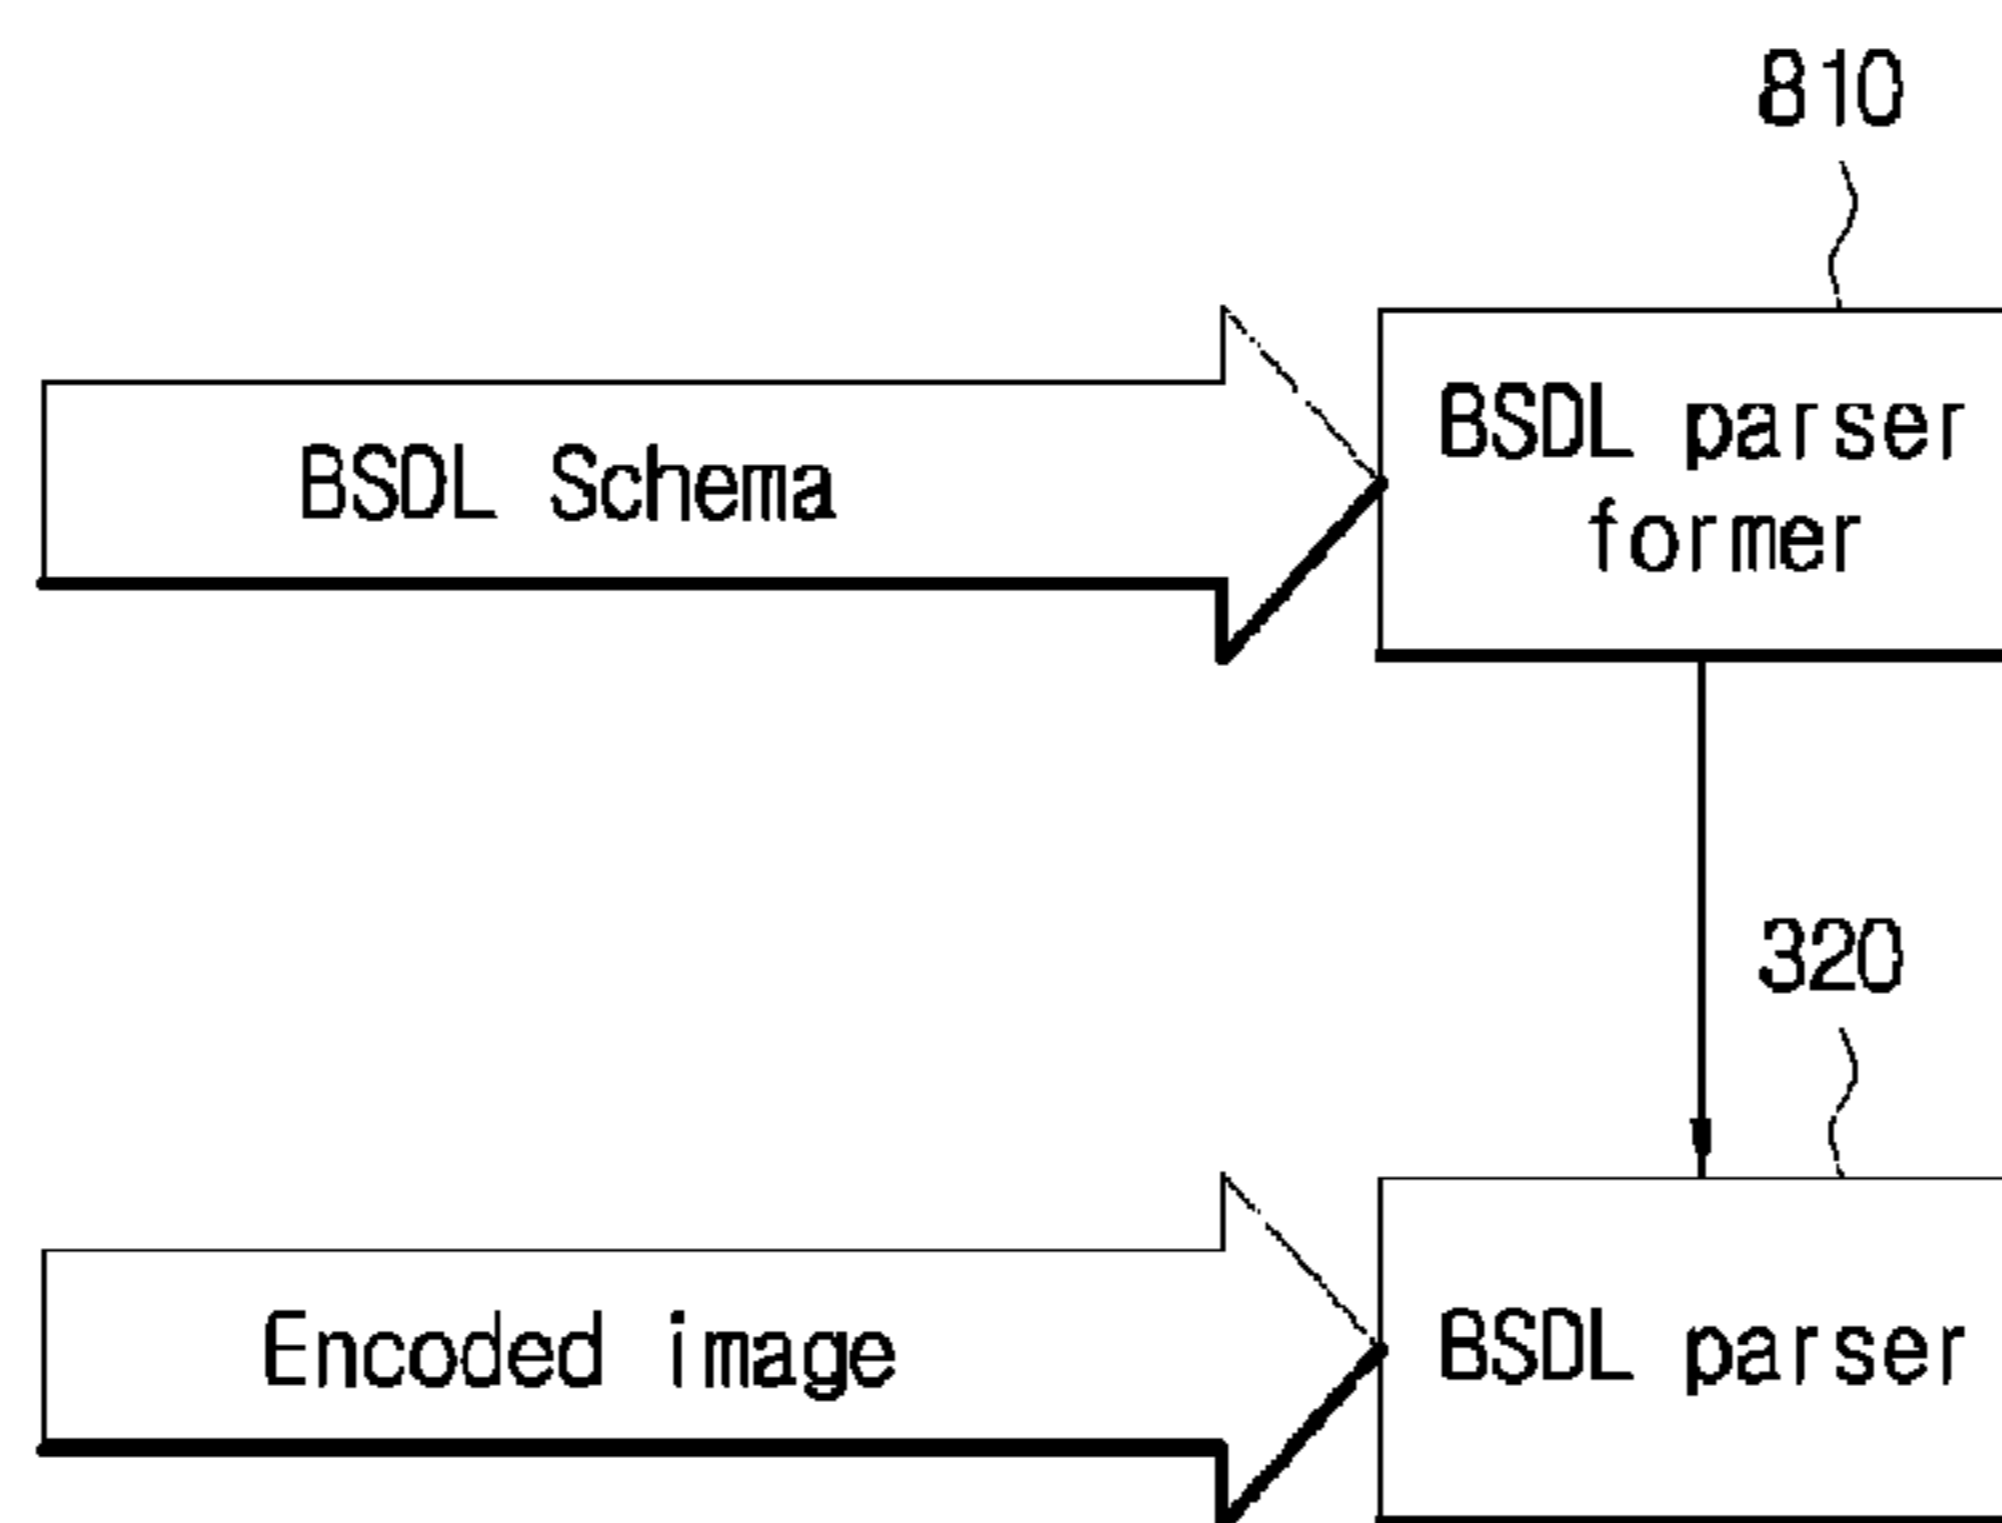 810
BSDL Schema
BSDL parser
former
320
Encoded image
BSDL parser